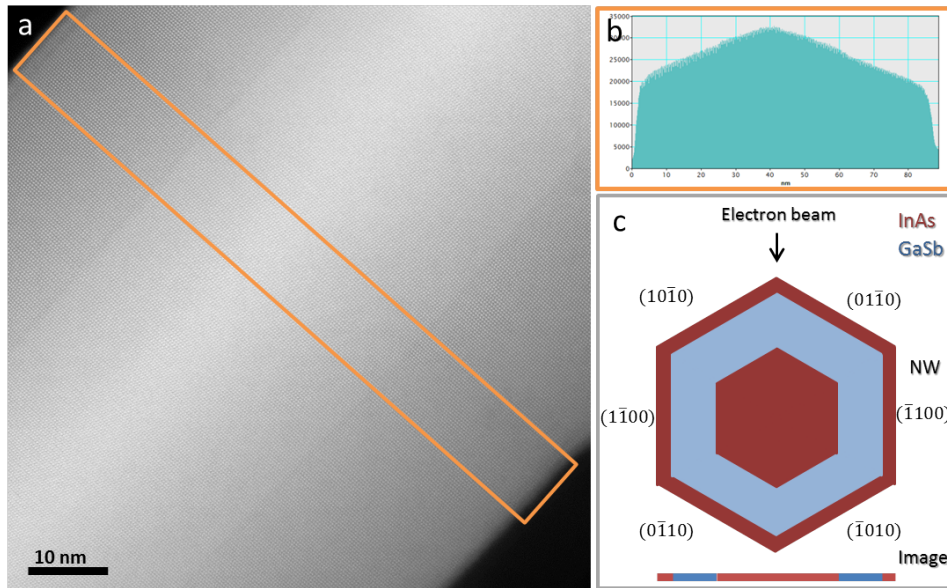 a
10 nm
b
35000
30000
25000
20000
15000
10000
5000
0
0 10 20 30 40 50 60 70 80
nm
c
Electron beam
InAs
GaSb
(101̅0)
(011̅0)
NW
(11̅00)
(1̅100)
(01̅10)
(1̅010)
Image